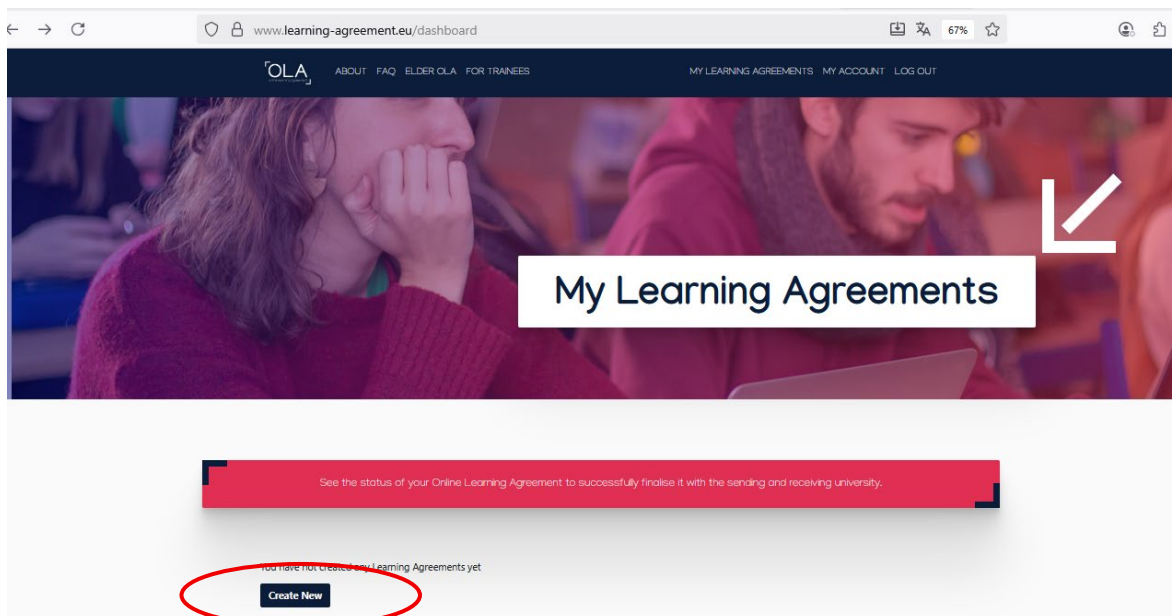 www.learning-agreement.eu/dashboard 67%
OLA ABOUT FAQ ELDER OLA FOR TRAINEES MY LEARNING AGREEMENTS MY ACCOUNT LOG OUT
My Learning Agreements
See the status of your Online Learning Agreement to successfully finalise it with the sending and receiving university.
You have not created any Learning Agreements yet
Create New